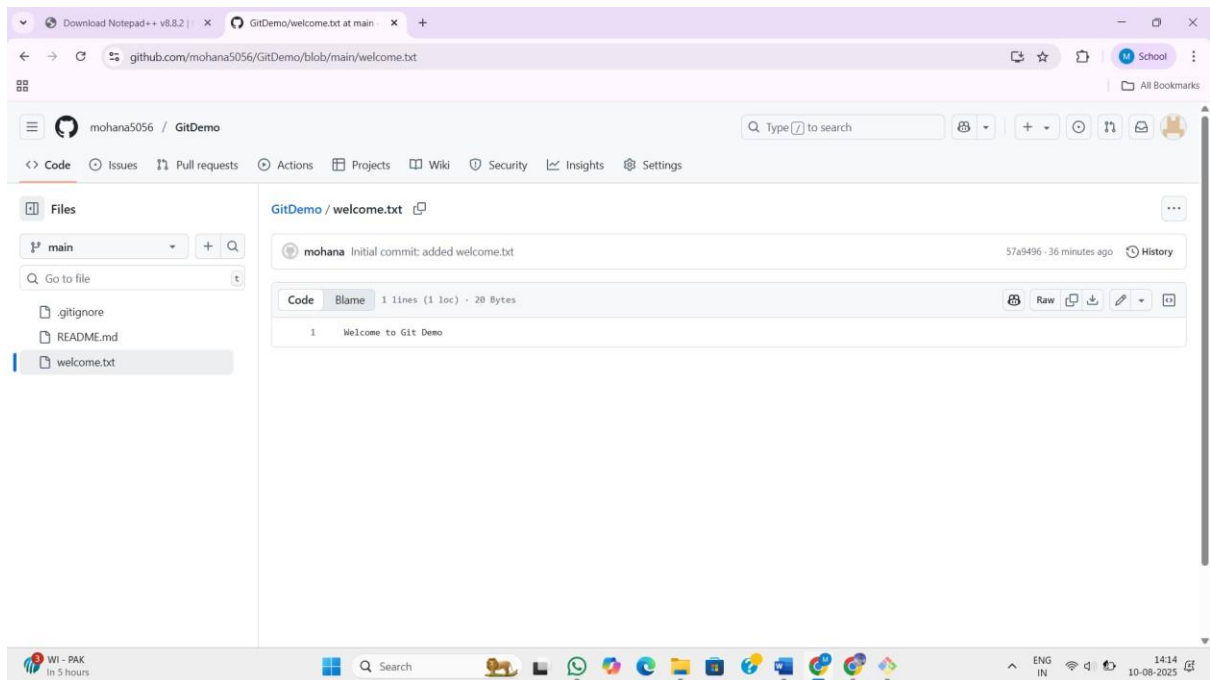 Download Notepad++ v8.8.2 |
GitDemo/welcome.txt at main ·
github.com/mohana5056/GitDemo/blob/main/welcome.txt
School
All Bookmarks
mohana5056 / GitDemo
Type / to search
Code Issues Pull requests Actions Projects Wiki Security Insights Settings
Files
GitDemo / welcome.txt
main
mohana Initial commit: added welcome.txt
57a9496 · 36 minutes ago History
Go to file t
Code Blame 1 lines (1 loc) · 20 Bytes
Raw
.gitignore
1 Welcome to Git Demo
README.md
welcome.txt
3
WI - PAK
In 5 hours
Search
ENG
IN
14:14
10-08-2025